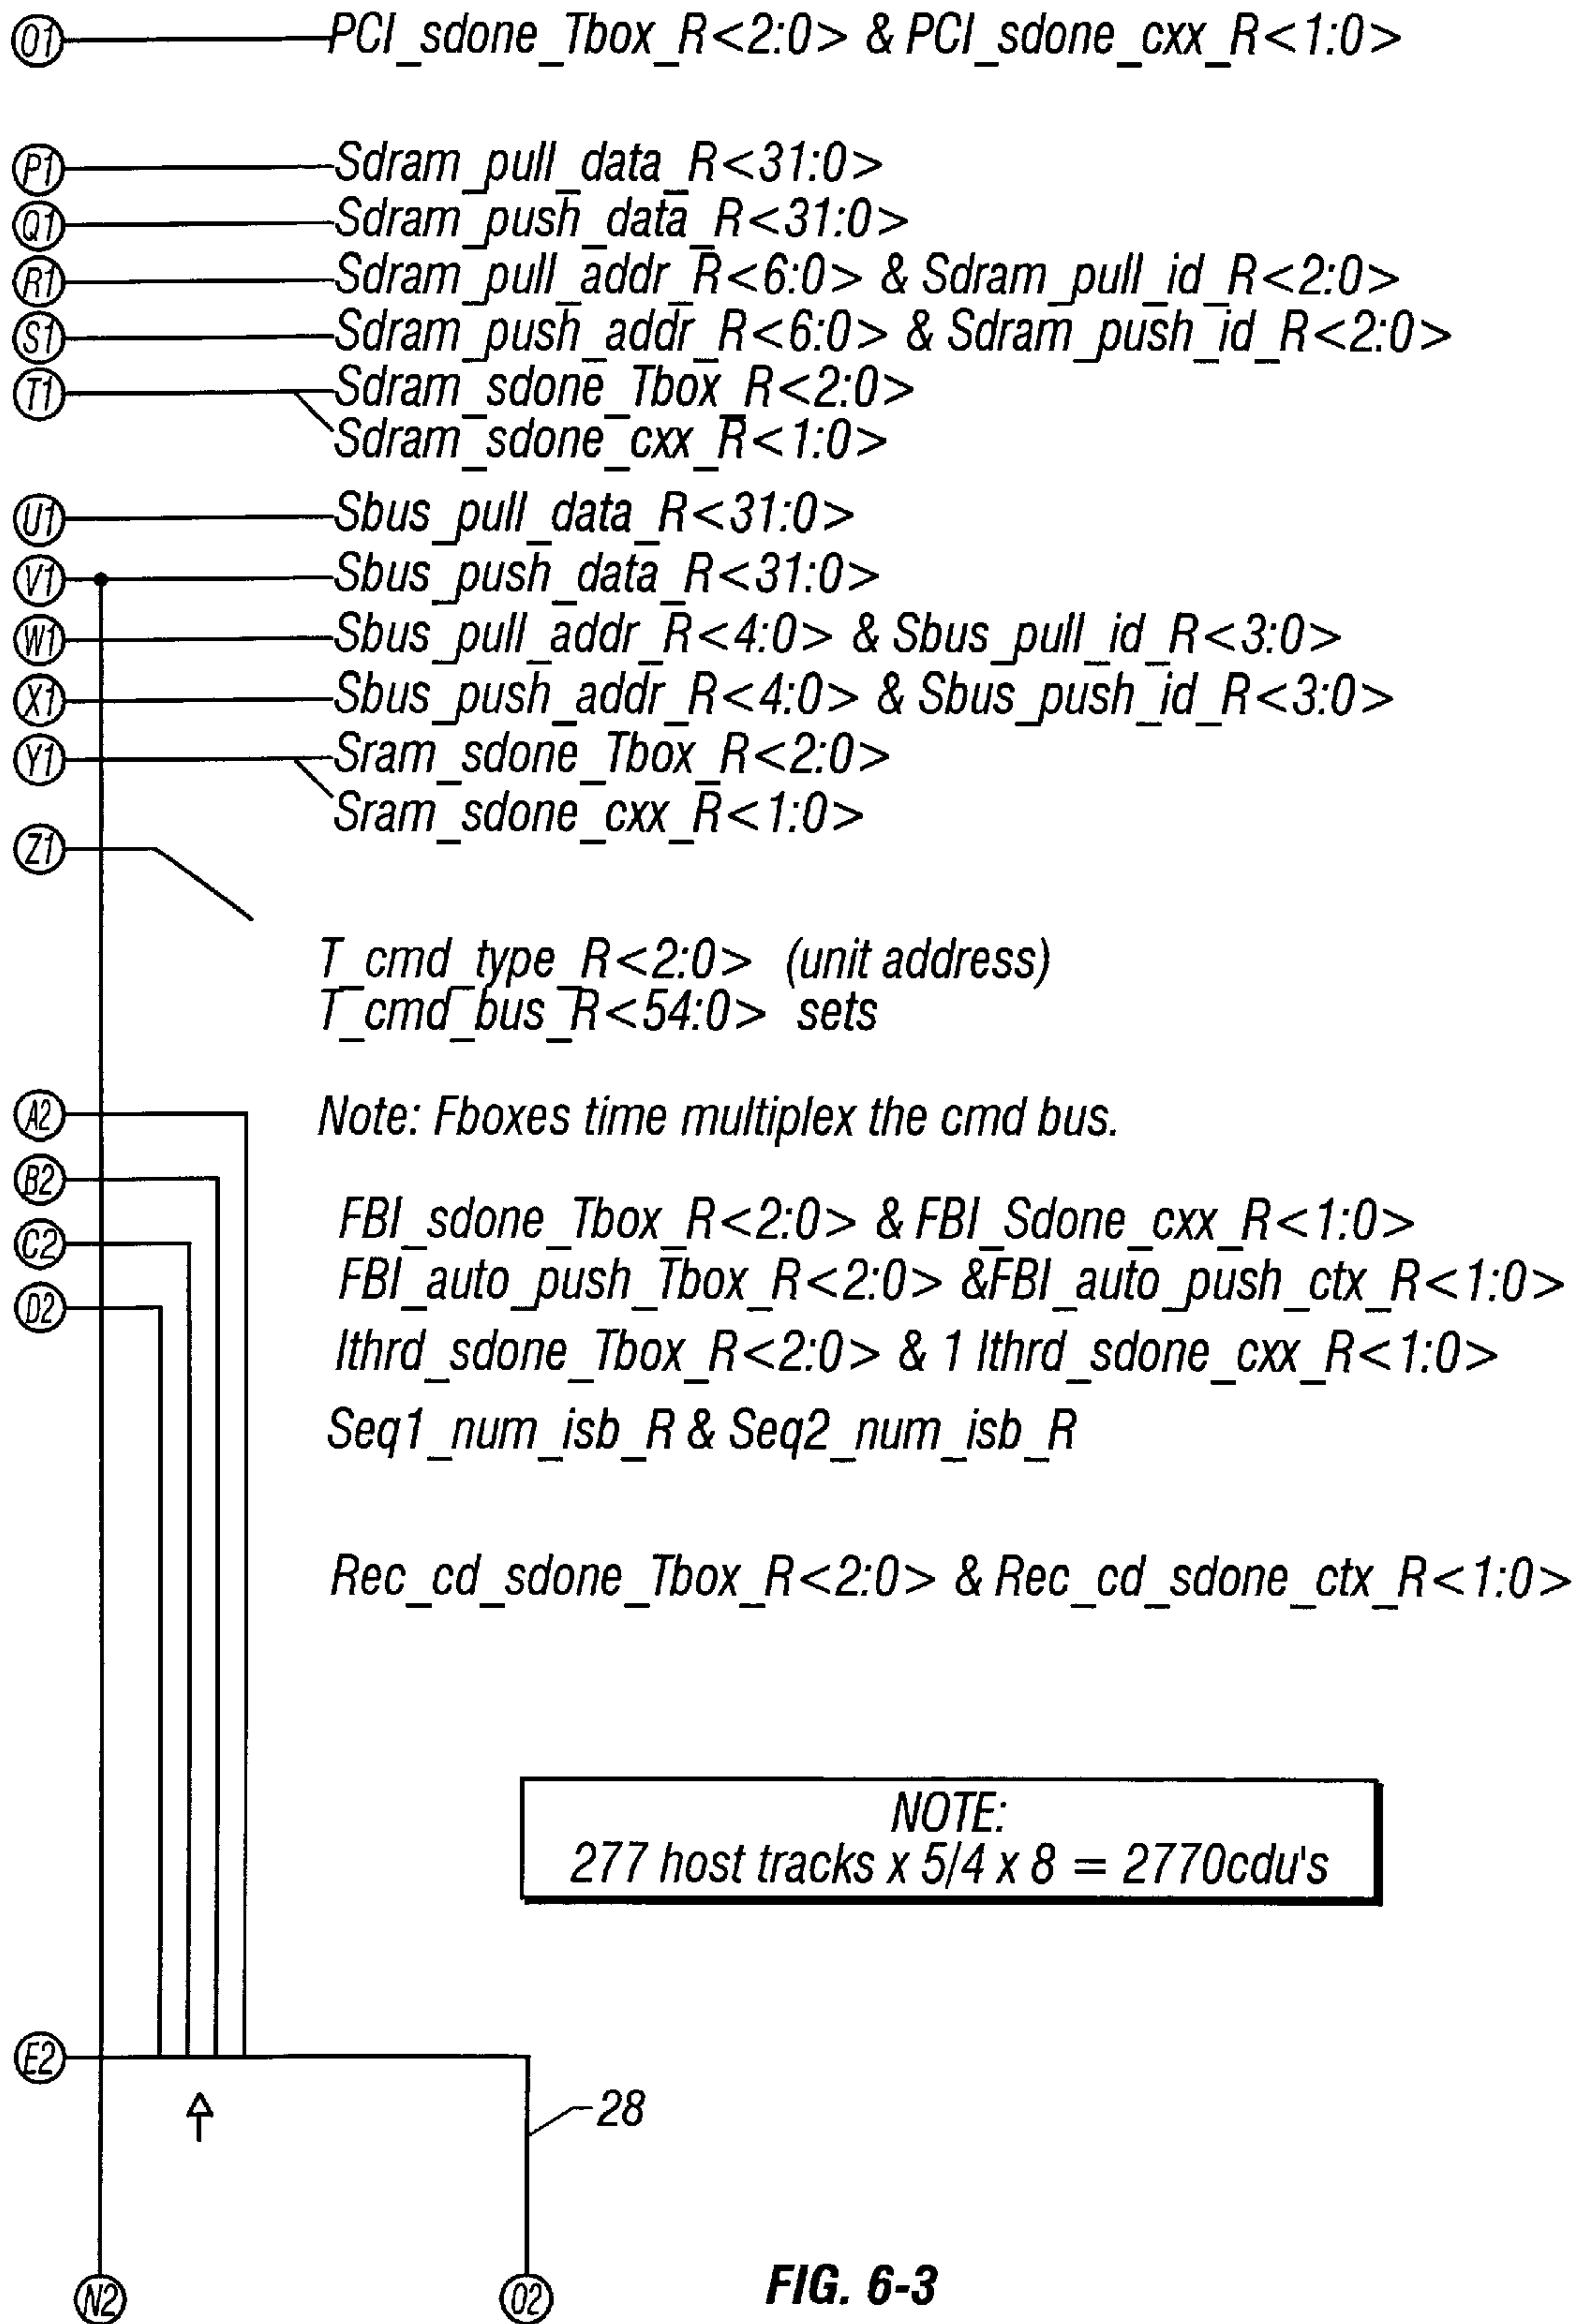 O1 PCI_sdone_Tbox_R<2:0> & PCI_sdone_cxx_R<1:0>
P1 Sdram_pull_data_R<31:0>
Q1 Sdram_push_data_R<31:0>
R1 Sdram_pull_addr_R<6:0> & Sdram_pull_id_R<2:0>
S1 Sdram_push_addr_R<6:0> & Sdram_push_id_R<2:0>
T1 Sdram_sdone_Tbox_R<2:0>
Sdram_sdone_cxx_R<1:0>
U1 Sbus_pull_data_R<31:0>
V1 Sbus_push_data_R<31:0>
W1 Sbus_pull_addr_R<4:0> & Sbus_pull_id_R<3:0>
X1 Sbus_push_addr_R<4:0> & Sbus_push_id_R<3:0>
Y1 Sram_sdone_Tbox_R<2:0>
Sram_sdone_cxx_R<1:0>
Z1
T_cmd_type_R<2:0> (unit address)
T_cmd_bus_R<54:0> sets
A2 Note: Fboxes time multiplex the cmd bus.
B2
FBI_sdone_Tbox_R<2:0> & FBI_Sdone_cxx_R<1:0>
C2
FBI_auto_push_Tbox_R<2:0> &FBI_auto_push_ctx_R<1:0>
D2
Ithrd_sdone_Tbox_R<2:0> & 1 Ithrd_sdone_cxx_R<1:0>
Seq1_num_isb_R & Seq2_num_isb_R
Rec_cd_sdone_Tbox_R<2:0> & Rec_cd_sdone_ctx_R<1:0>
NOTE:
277 host tracks x 5/4 x 8 = 2770cdu's
E2
28
N2 O2 FIG. 6-3